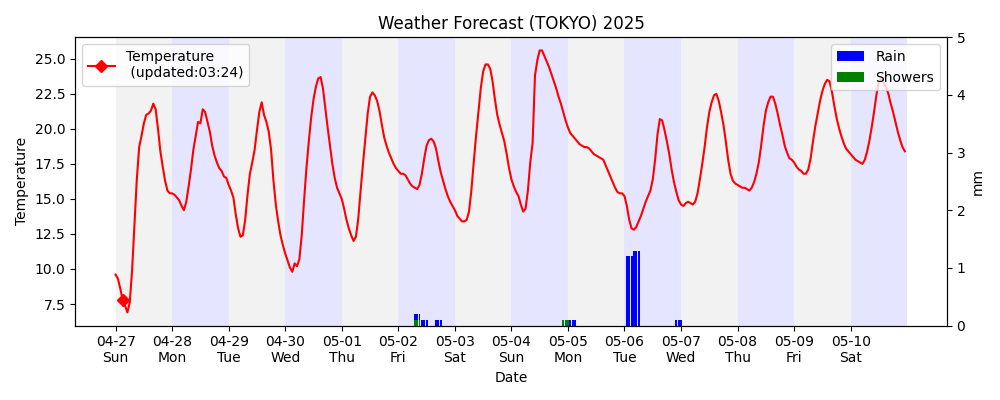 Weather Forecast (TOKYO) 2025
Temperature
(updated:03:24)
Rain
Showers
Temperature
25.0
22.5
20.0
17.5
15.0
12.5
10.0
7.5
5
4
3
2
1
0
mm
04-27 04-28 04-29 04-30 05-01 05-02 05-03 05-04 05-05 05-06 05-07 05-08 05-09 05-10
Sun Mon Tue Wed Thu Fri Sat Sun Mon Tue Wed Thu Fri Sat
Date